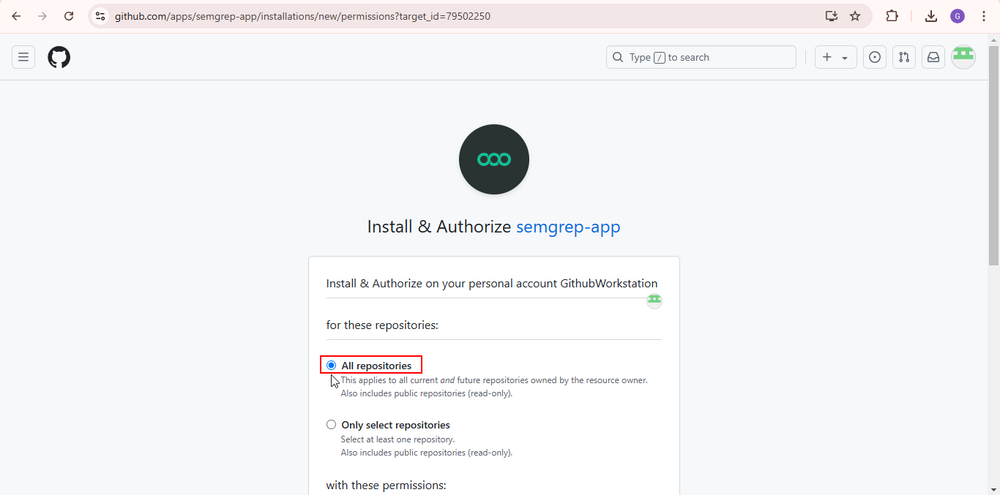 github.com/apps/semgrep-app/installations/new/permissions?target_id=79502250
G
Type / to search
Install & Authorize semgrep-app
Install & Authorize on your personal account GithubWorkstation
for these repositories:
All repositories
This applies to all current and future repositories owned by the resource owner.
Also includes public repositories (read-only).
Only select repositories
Select at least one repository.
Also includes public repositories (read-only).
with these permissions: